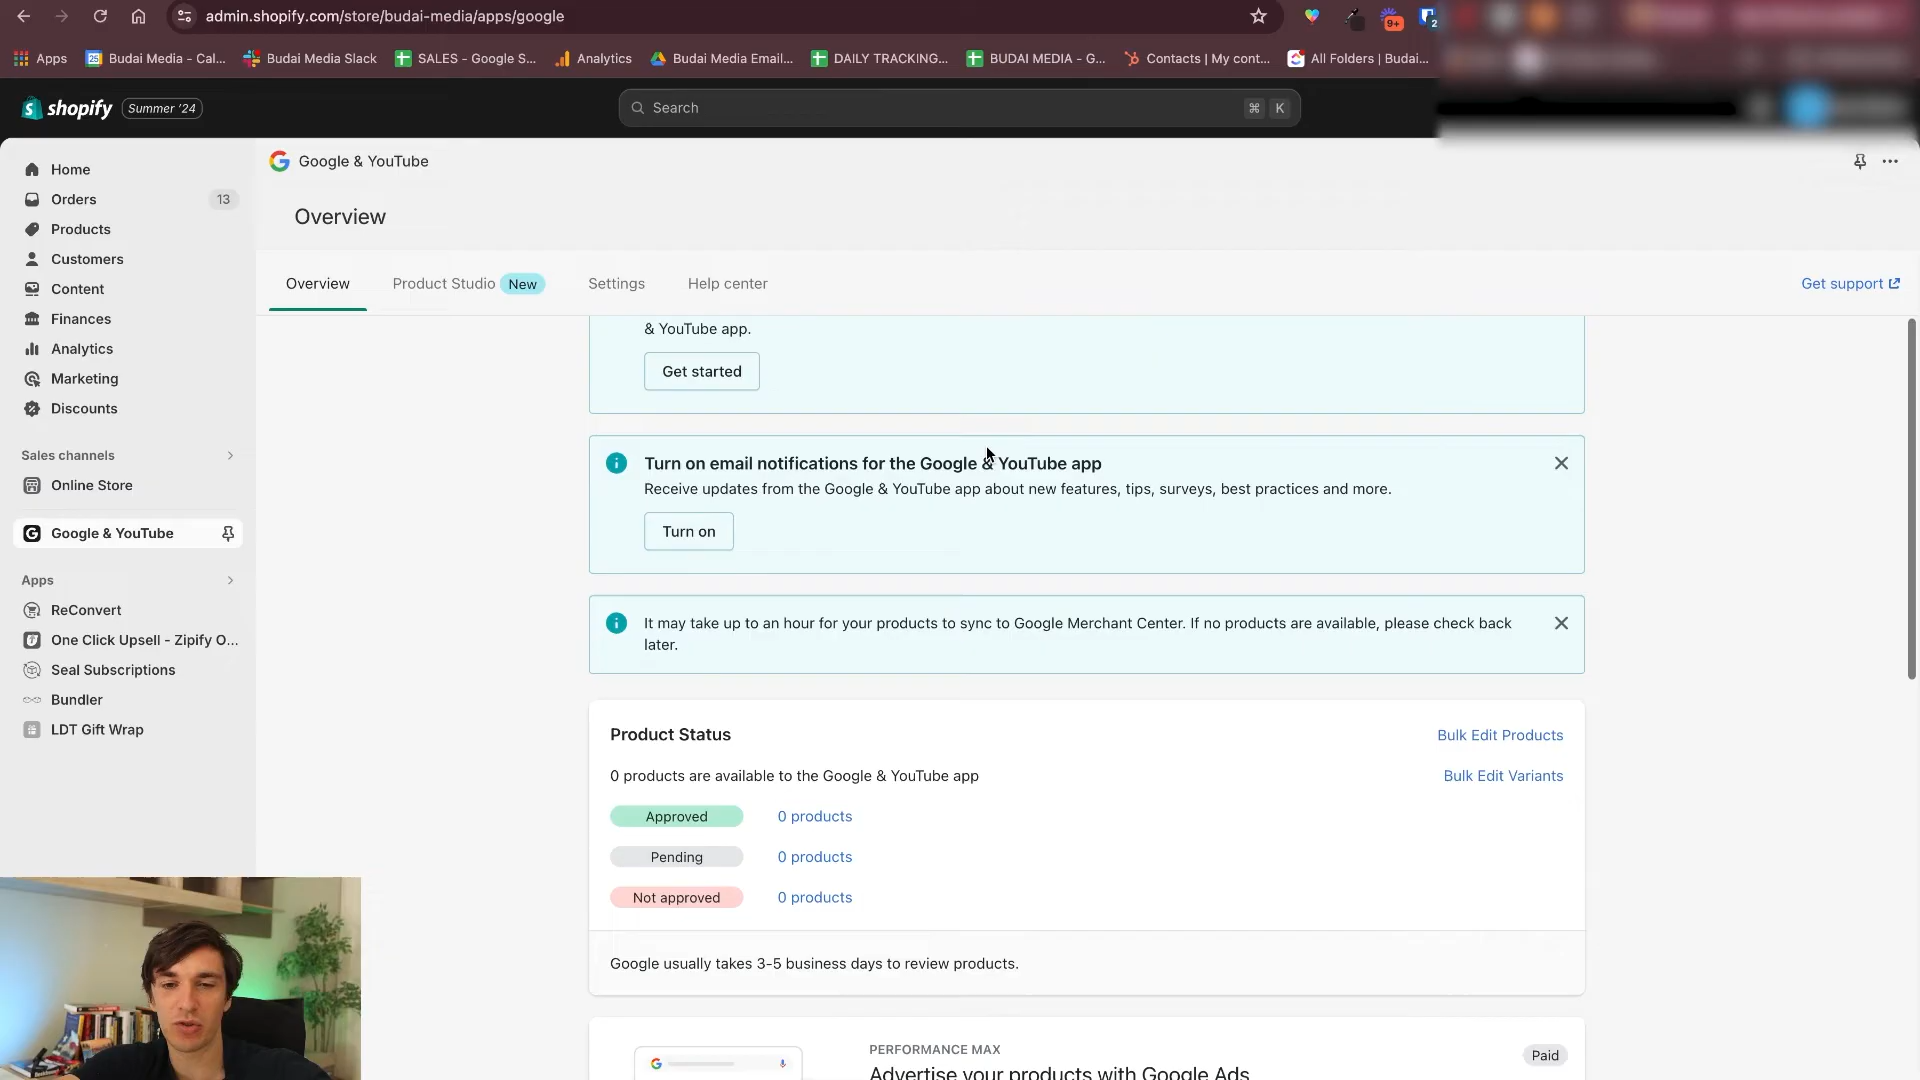 admin.shopify.com/store/budai-media/apps/google
9+
2
Apps
25
Budai Media - Cal...
Budai Media Slack
SALES - Google S...
Analytics
Budai Media Email...
DAILY TRACKING...
BUDAI MEDIA - G...
Contacts | My cont...
All Folders | Budai...
shopify
Summer '24
Search
⌘ K
Home
Orders 13
Products
Customers
Content
Finances
Analytics
Marketing
Discounts
Sales channels
Online Store
Google & YouTube
Apps
ReConvert
One Click Upsell - Zipify O...
Seal Subscriptions
Bundler
LDT Gift Wrap
Google & YouTube
Overview
Overview
Product Studio New
Settings
Help center
Get support
& YouTube app.
Get started
Turn on email notifications for the Google & YouTube app
Receive updates from the Google & YouTube app about new features, tips, surveys, best practices and more.
Turn on
It may take up to an hour for your products to sync to Google Merchant Center. If no products are available, please check back
later.
Product Status
Bulk Edit Products
0 products are available to the Google & YouTube app
Bulk Edit Variants
Approved 0 products
Pending 0 products
Not approved 0 products
Google usually takes 3-5 business days to review products.
PERFORMANCE MAX
Paid
Advertise your products with Google Ads